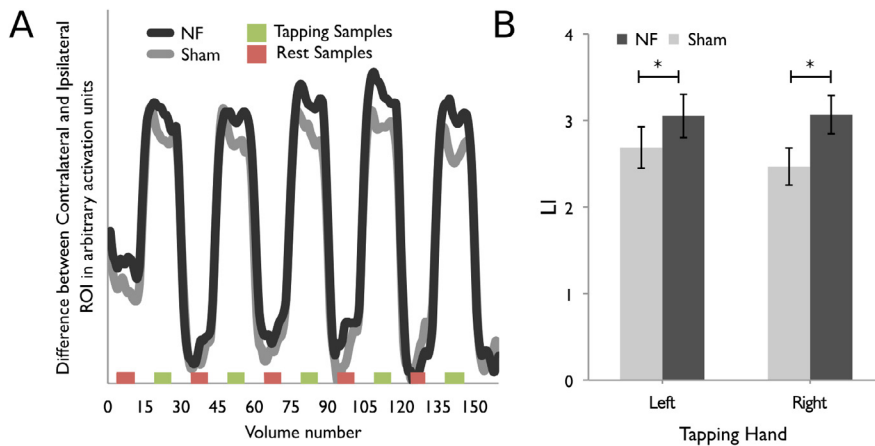 A
NF
Tapping Samples
Sham
Rest Samples
Difference between Contralateral and Ipsilateral
ROI in arbitrary activation units
0 15 30 45 60 75 90 105 120 135 150
Volume number
B
NF Sham
4
3
2
1
0
LI
* *
Left Right
Tapping Hand